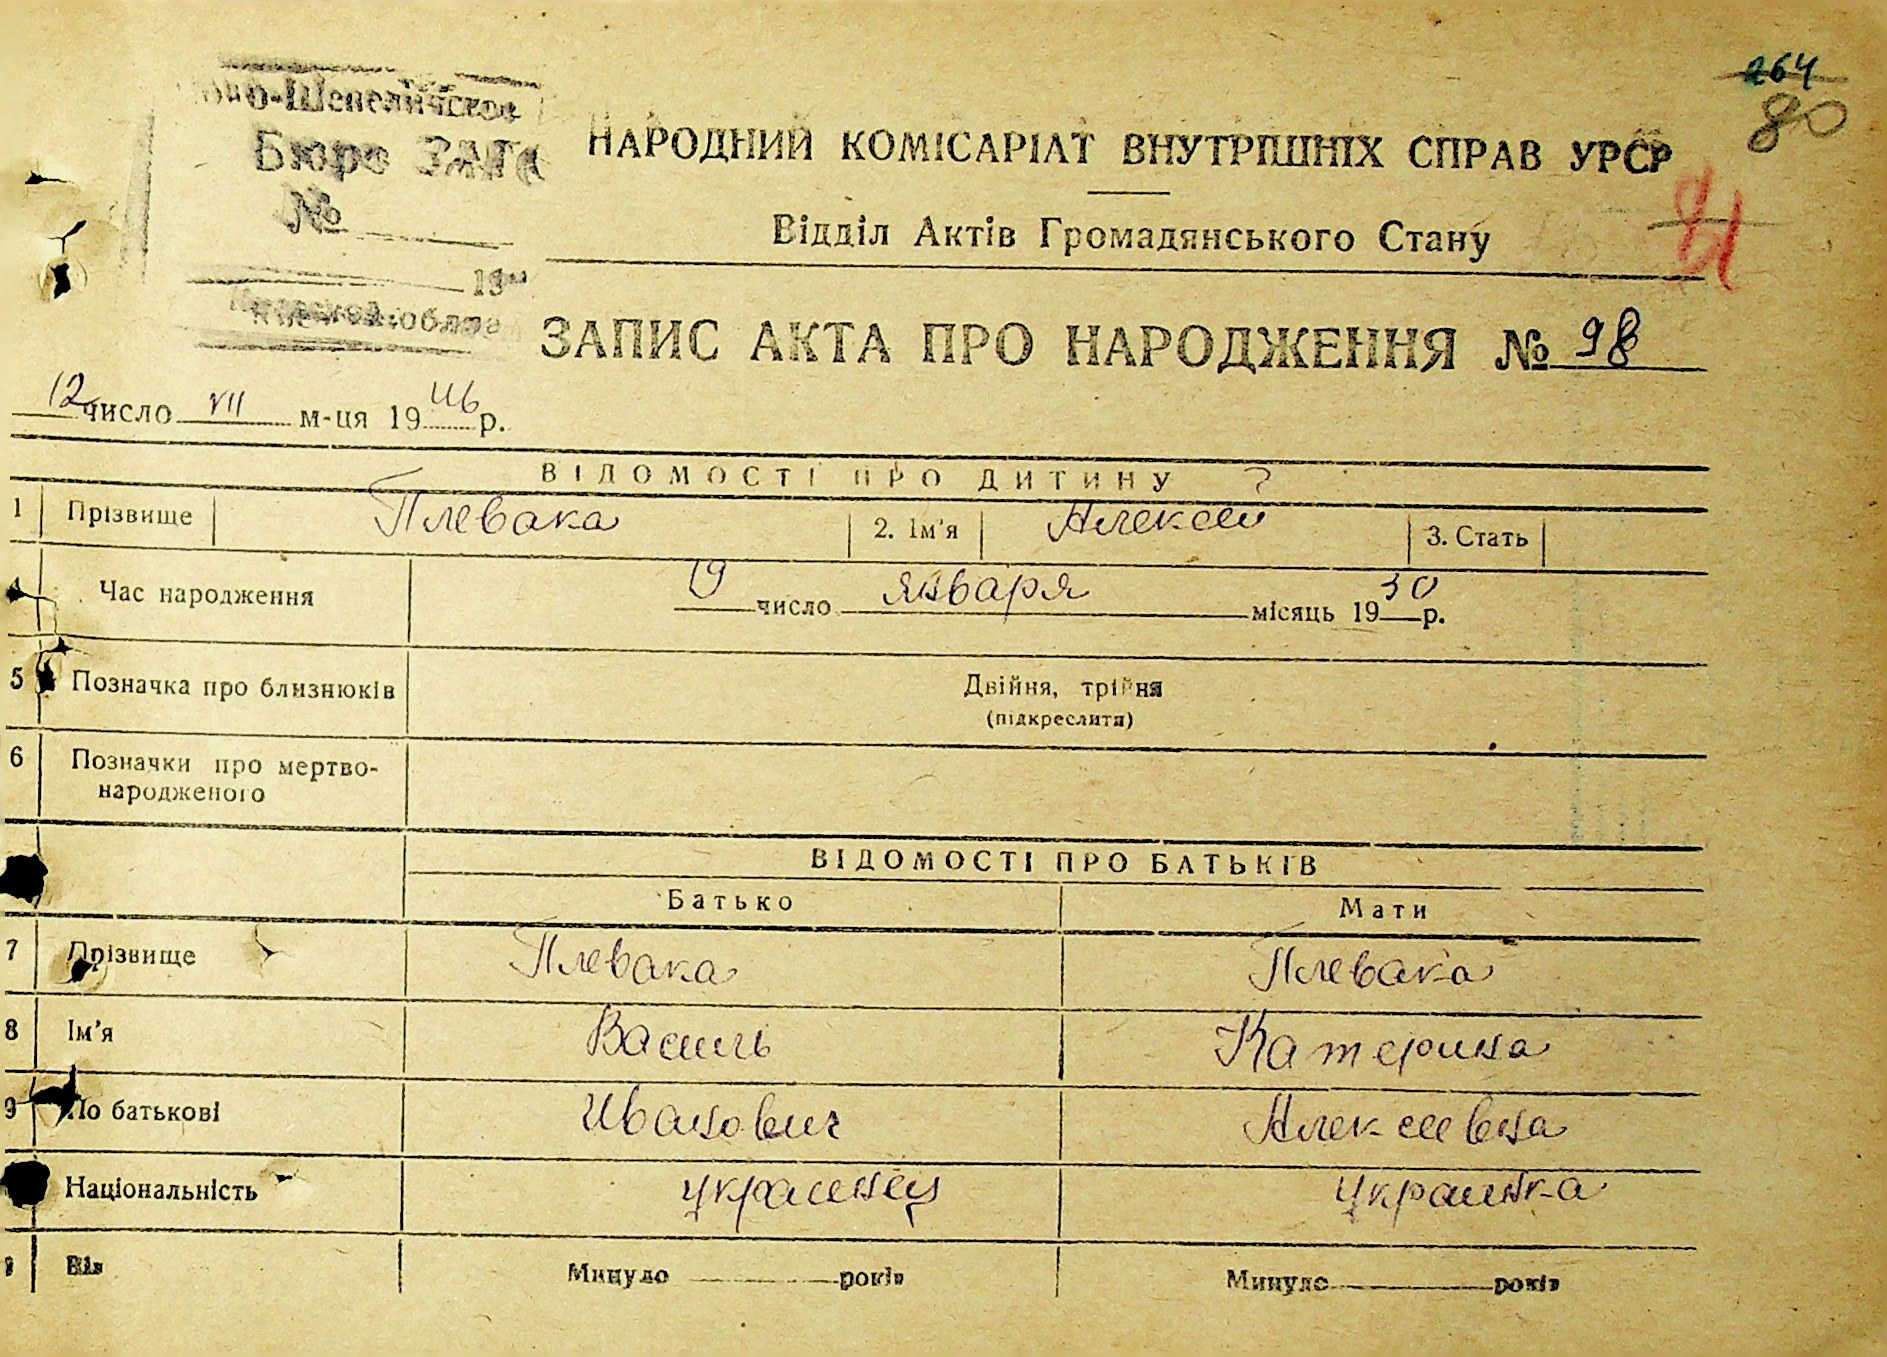 264
80
Бюро ЗАГС
№
НАРОДНИЙ КОМІСАРІАТ ВНУТРІШНІХ СПРАВ УРСР
91
Відділ Актів Громадянського Стану
19
ЗАПИС АКТА ПРО НАРОДЖЕННЯ № 98
12 число VII м-ця 1946 р.
ВІДОМОСТІ ПРО ДИТИНУ
1 Прізвище Плевака 2. Ім'я Алексей 3. Стать
4 Час народження 19 число января місяць 1930 р.
5 Позначка про близнюків Двійня, трійня
(підкреслити)
6 Позначки про мертво-
народженого
ВІДОМОСТІ ПРО БАТЬКІВ
Батько Мати
7 Прізвище Плевака Плевака
8 Ім'я Василь Катерина
9 По батькові Иванович Алексеевна
Національність украинец украинка
Вік Минуло років Минуло років